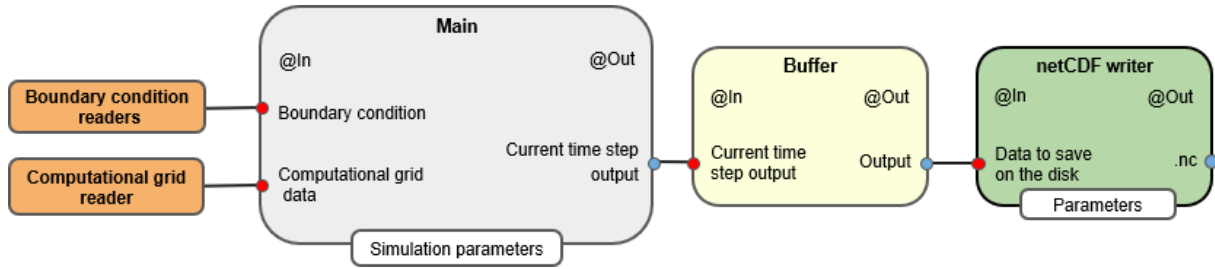 Boundary condition
readers
Computational grid
reader
Main
@In
@Out
Boundary condition
Computational grid
data
Current time step
output
Simulation parameters
Buffer
@In
@Out
Current time
step output
Output
netCDF writer
@In
@Out
Data to save
on the disk
.nc
Parameters